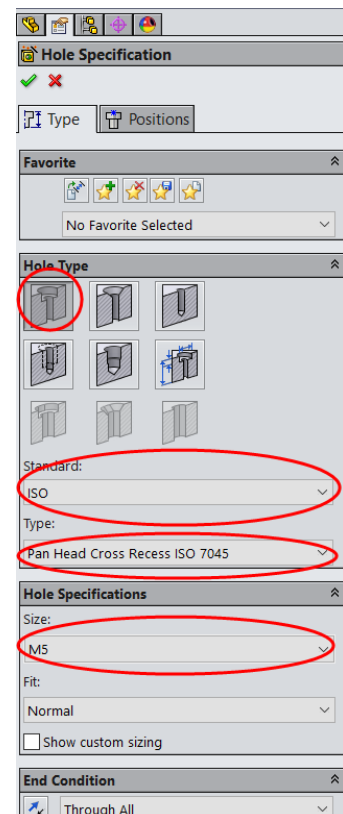 Hole Specification
Type Positions
Favorite
No Favorite Selected
Hole Type
Standard:
ISO
Type:
Pan Head Cross Recess ISO 7045
Hole Specifications
Size:
M5
Fit:
Normal
Show custom sizing
End Condition
Through All